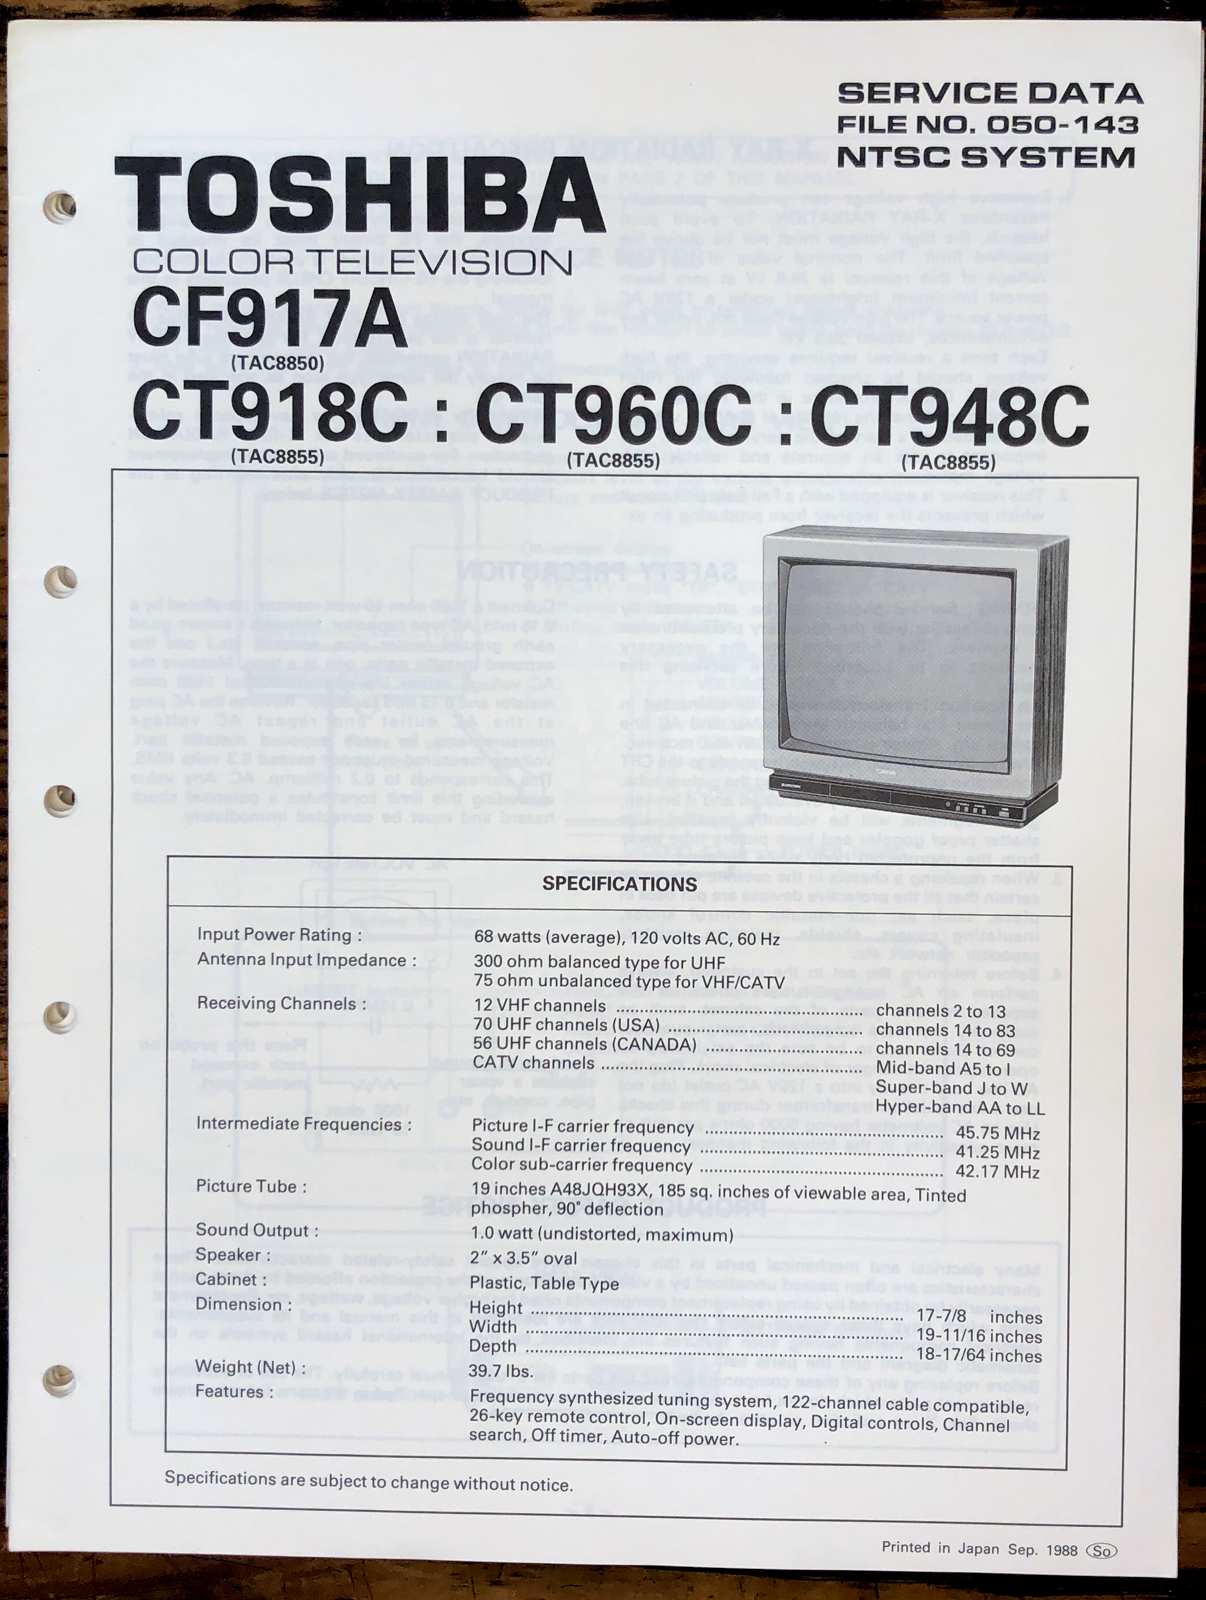 SERVICE DATA
FILE NO. 050-143
NTSC SYSTEM
TOSHIBA
COLOR TELEVISION
CF917A
(TAC8850)
CT918C : CT960C : CT948C
(TAC8855) (TAC8855) (TAC8855)
SPECIFICATIONS
Input Power Rating : 68 watts (average), 120 volts AC, 60 Hz
Antenna Input Impedance : 300 ohm balanced type for UHF
75 ohm unbalanced type for VHF/CATV
Receiving Channels : 12 VHF channels ........ channels 2 to 13
70 UHF channels (USA) ........ channels 14 to 83
56 UHF channels (CANADA) ........ channels 14 to 69
CATV channels ........ Mid-band A5 to I
Super-band J to W
Hyper-band AA to LL
Intermediate Frequencies : Picture I-F carrier frequency ........ 45.75 MHz
Sound I-F carrier frequency ........ 41.25 MHz
Color sub-carrier frequency ........ 42.17 MHz
Picture Tube : 19 inches A48JQH93X, 185 sq. inches of viewable area, Tinted
phospher, 90° deflection
Sound Output : 1.0 watt (undistorted, maximum)
Speaker : 2" x 3.5" oval
Cabinet : Plastic, Table Type
Dimension : Height ........ 17-7/8 inches
Width ........ 19-11/16 inches
Depth ........ 18-17/64 inches
Weight (Net) : 39.7 lbs.
Features : Frequency synthesized tuning system, 122-channel cable compatible,
26-key remote control, On-screen display, Digital controls, Channel
search, Off timer, Auto-off power.
Specifications are subject to change without notice.
Printed in Japan Sep. 1988 So